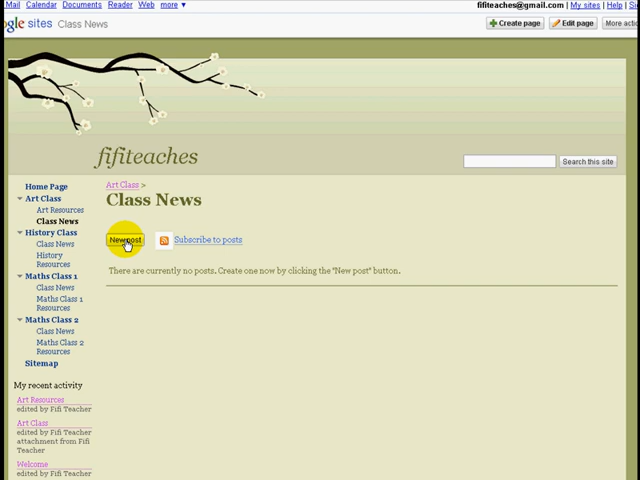 Mail Calendar Documents Reader Web more ▼
fifiteaches@gmail.com | My sites | Help |
sites Class News
Create page Edit page
fifiteaches
Search this site
Home Page
Art Class
Art Resources
Class News
History Class
Class News
History
Resources
Maths Class 1
Class News
Maths Class 1
Resources
Maths Class 2
Class News
Maths Class 2
Resources
Sitemap
My recent activity
Art Resources
edited by Fifi Teacher
Art Class
edited by Fifi Teacher
attachment from Fifi
Teacher
Welcome
edited by Fifi Teacher
Art Class >
Class News
New post Subscribe to posts
There are currently no posts. Create one now by clicking the "New post" button.